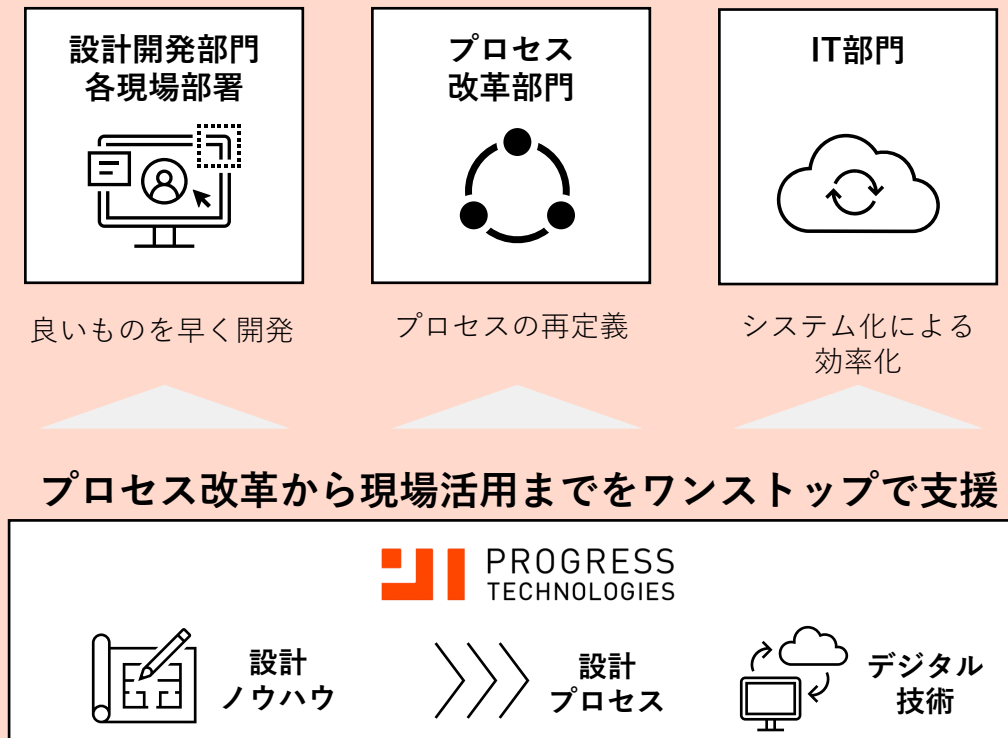 設計開発部門
各現場部署
プロセス
改革部門
IT部門
良いものを早く開発
プロセスの再定義
システム化による
効率化
プロセス改革から現場活用までをワンストップで支援
PROGRESS
TECHNOLOGIES
設計
ノウハウ
設計
プロセス
デジタル
技術